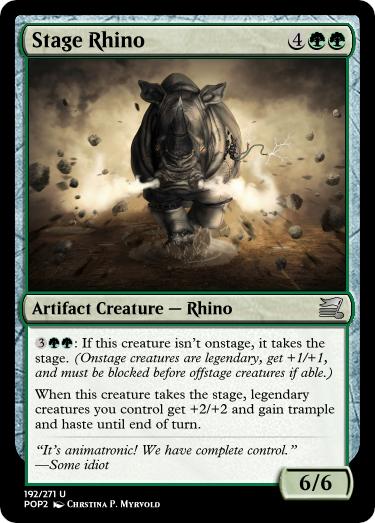 Stage Rhino 4
Artifact Creature — Rhino
3: If this creature isn't onstage, it takes the
stage. (Onstage creatures are legendary, get +1/+1,
and must be blocked before offstage creatures if able.)
When this creature takes the stage, legendary
creatures you control get +2/+2 and gain trample
and haste until end of turn.
“It's animatronic! We have complete control.”
—Some idiot
6/6
192/271 U
POP2 Chrstina P. Myrvold